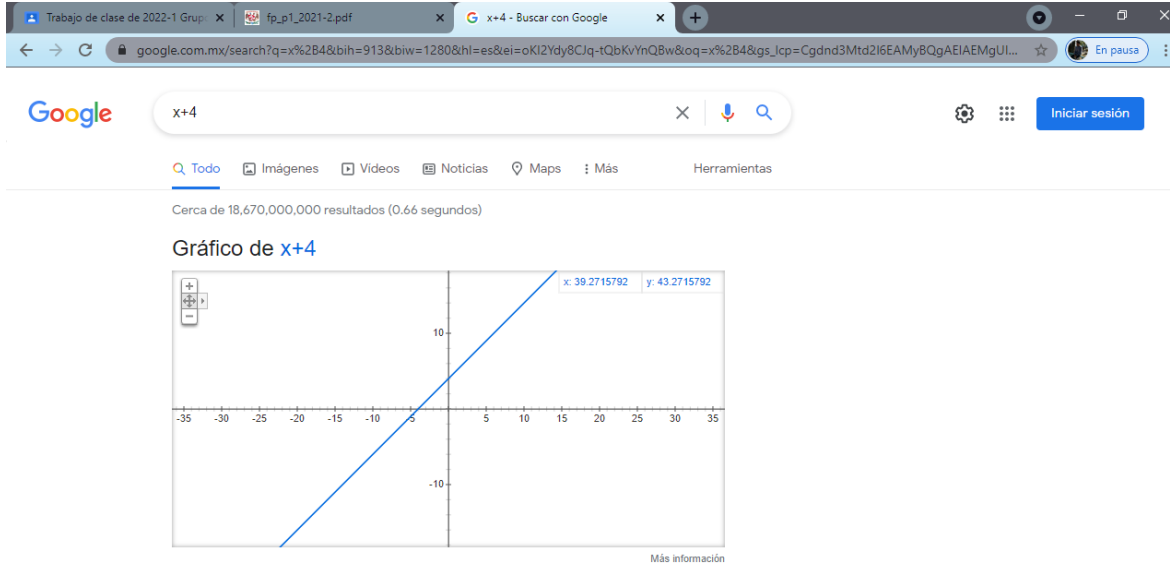 Trabajo de clase de 2022-1 Grup
fp_p1_2021-2.pdf
x+4 - Buscar con Google
google.com.mx/search?q=x%2B4&bih=913&biw=1280&hl=es&ei=oKI2Ydy8CJq-tQbKvYnQBw&oq=x%2B4&gs_lcp=Cgdnd3Mtd2l6EAMyBQgAEIAEMgUI...
En pausa
Google
x+4
Iniciar sesión
Todo Imágenes Vídeos Noticias Maps Más Herramientas
Cerca de 18,670,000,000 resultados (0.66 segundos)
Gráfico de x+4
x: 39.2715792 y: 43.2715792
10
-35 -30 -25 -20 -15 -10 -5 5 10 15 20 25 30 35
-10
Más información